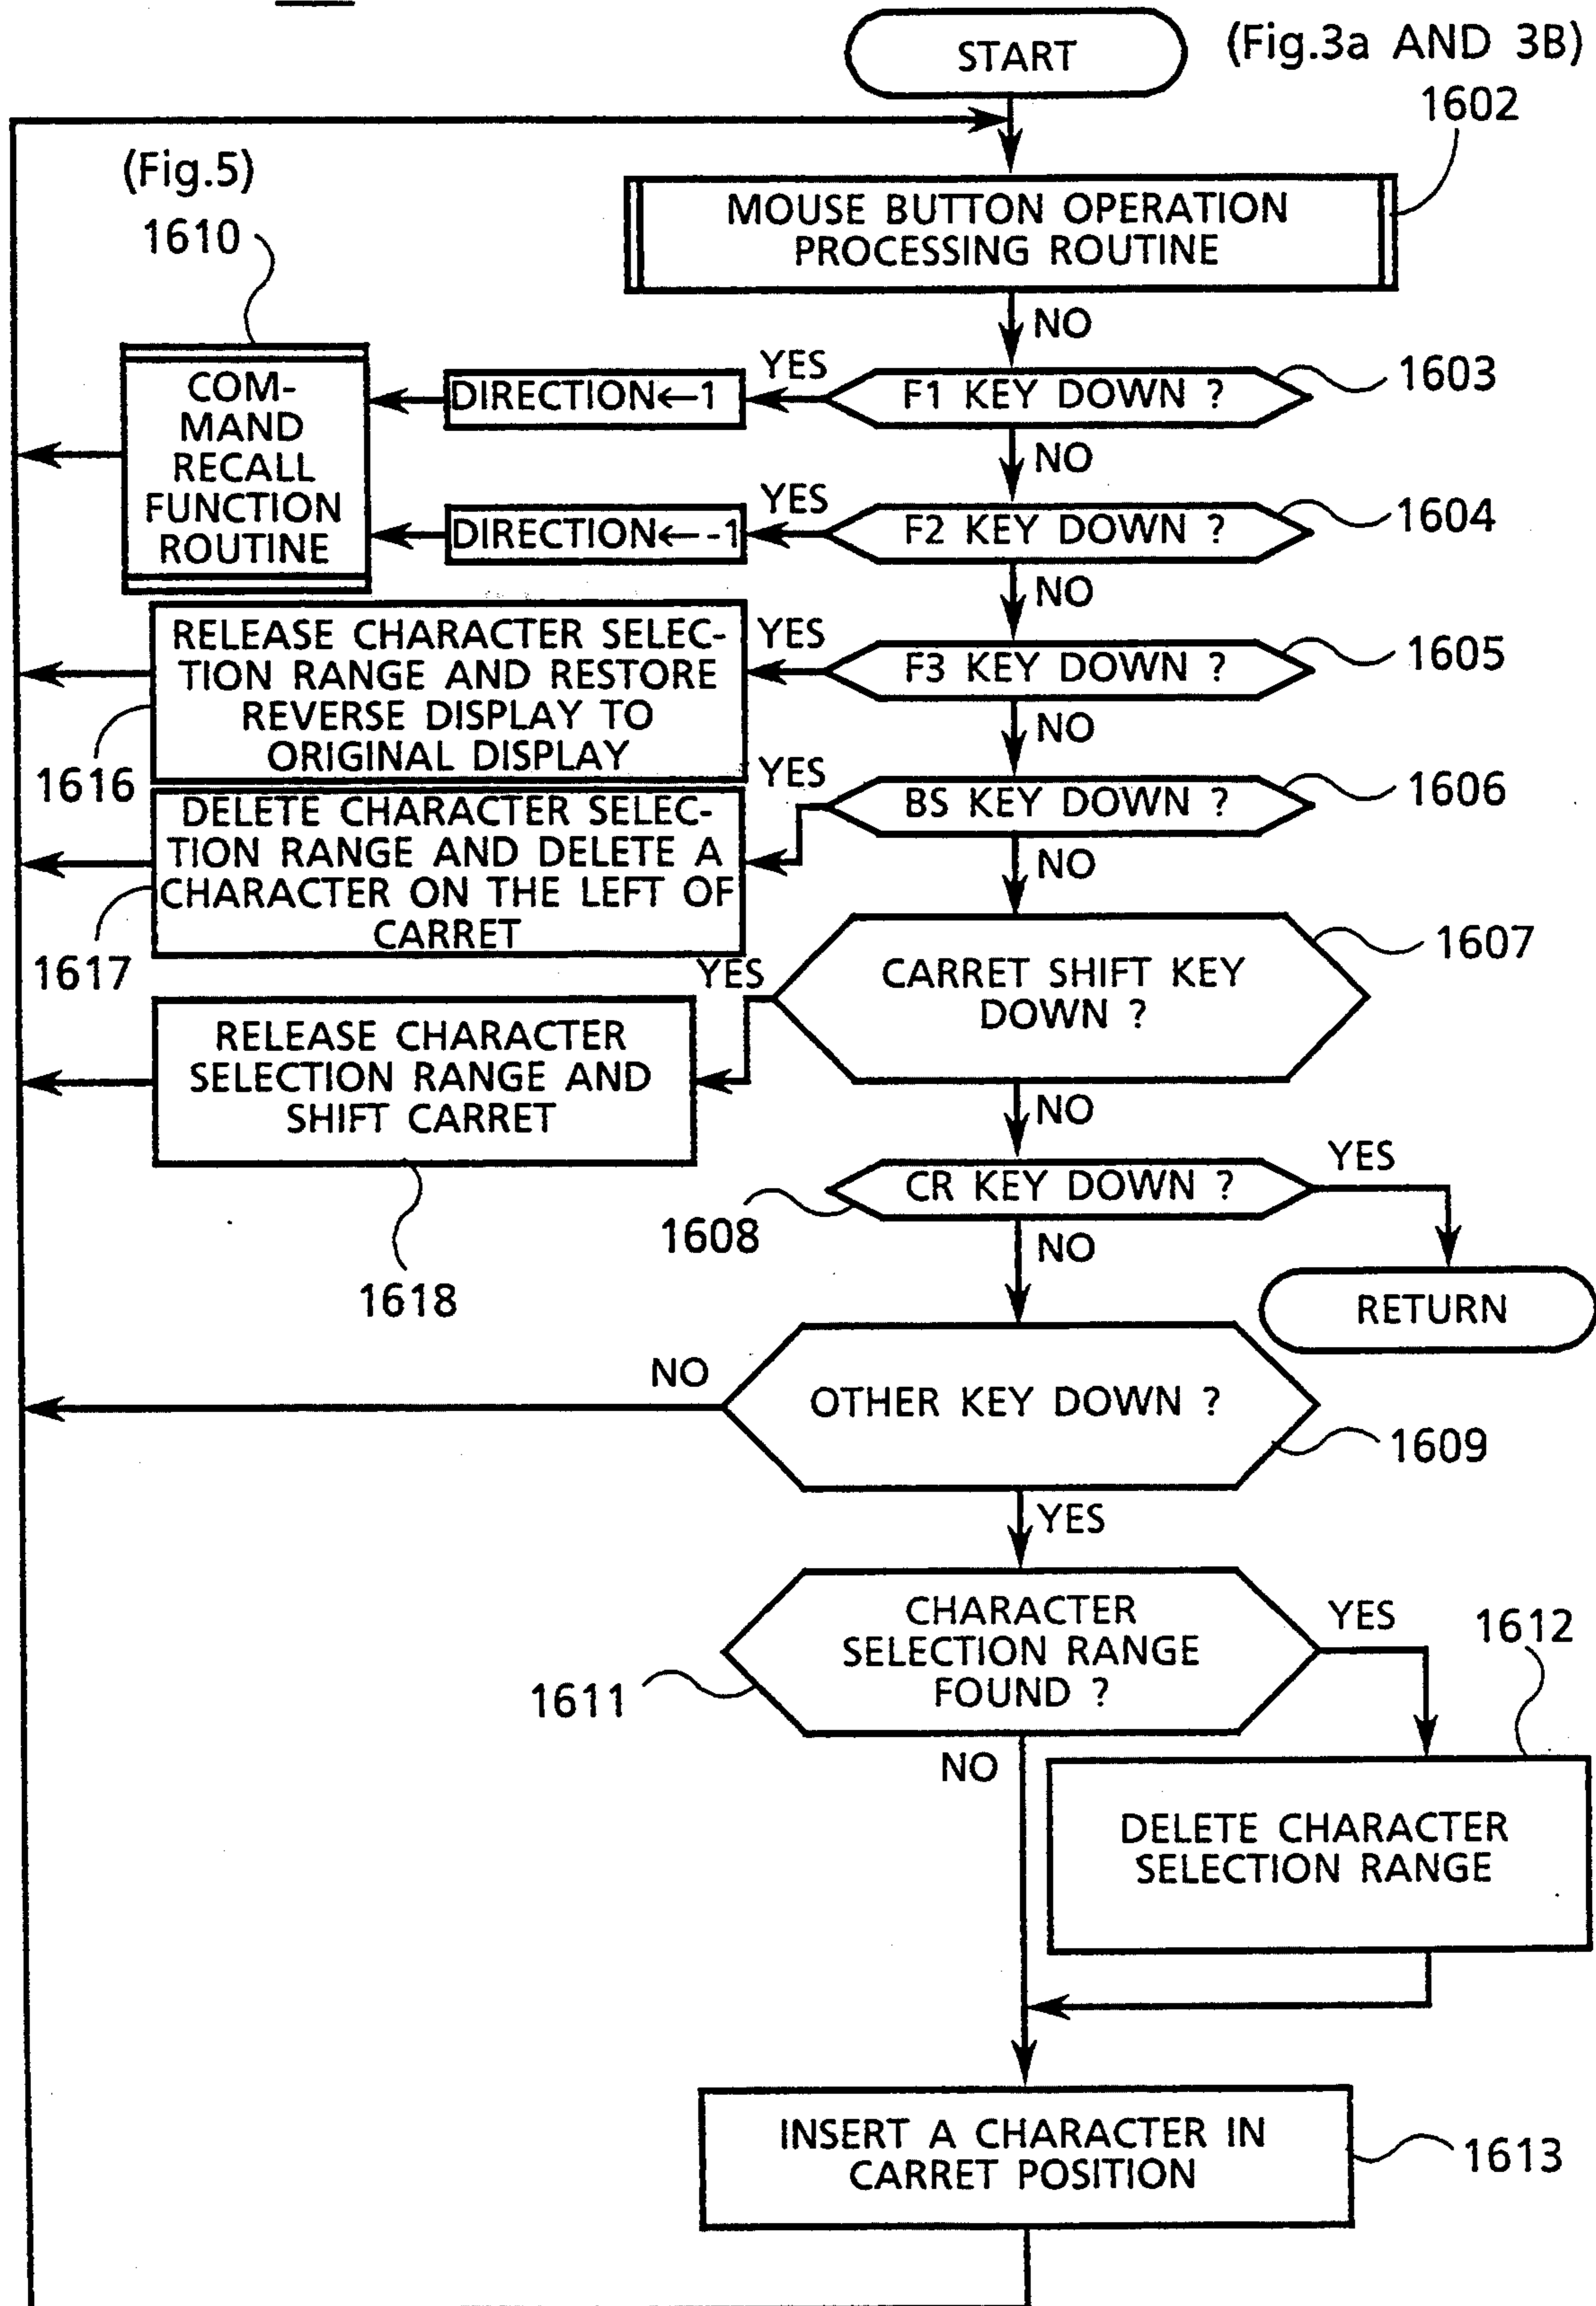 START
(Fig.3a AND 3B)
1602
(Fig.5)
1610
MOUSE BUTTON OPERATION
PROCESSING ROUTINE
NO
COM-
MAND
RECALL
FUNCTION
ROUTINE
DIRECTION←1
YES
F1 KEY DOWN ?
1603
NO
DIRECTION←-1
YES
F2 KEY DOWN ?
1604
NO
RELEASE CHARACTER SELEC-
TION RANGE AND RESTORE
REVERSE DISPLAY TO
ORIGINAL DISPLAY
YES
F3 KEY DOWN ?
1605
NO
1616
YES
BS KEY DOWN ?
1606
DELETE CHARACTER SELEC-
TION RANGE AND DELETE A
CHARACTER ON THE LEFT OF
CARRET
NO
1617
YES
CARRET SHIFT KEY
DOWN ?
1607
RELEASE CHARACTER
SELECTION RANGE AND
SHIFT CARRET
NO
1618
CR KEY DOWN ?
YES
1608
NO
RETURN
NO
OTHER KEY DOWN ?
1609
YES
CHARACTER
SELECTION RANGE
FOUND ?
YES
1612
1611
NO
DELETE CHARACTER
SELECTION RANGE
INSERT A CHARACTER IN
CARRET POSITION
1613